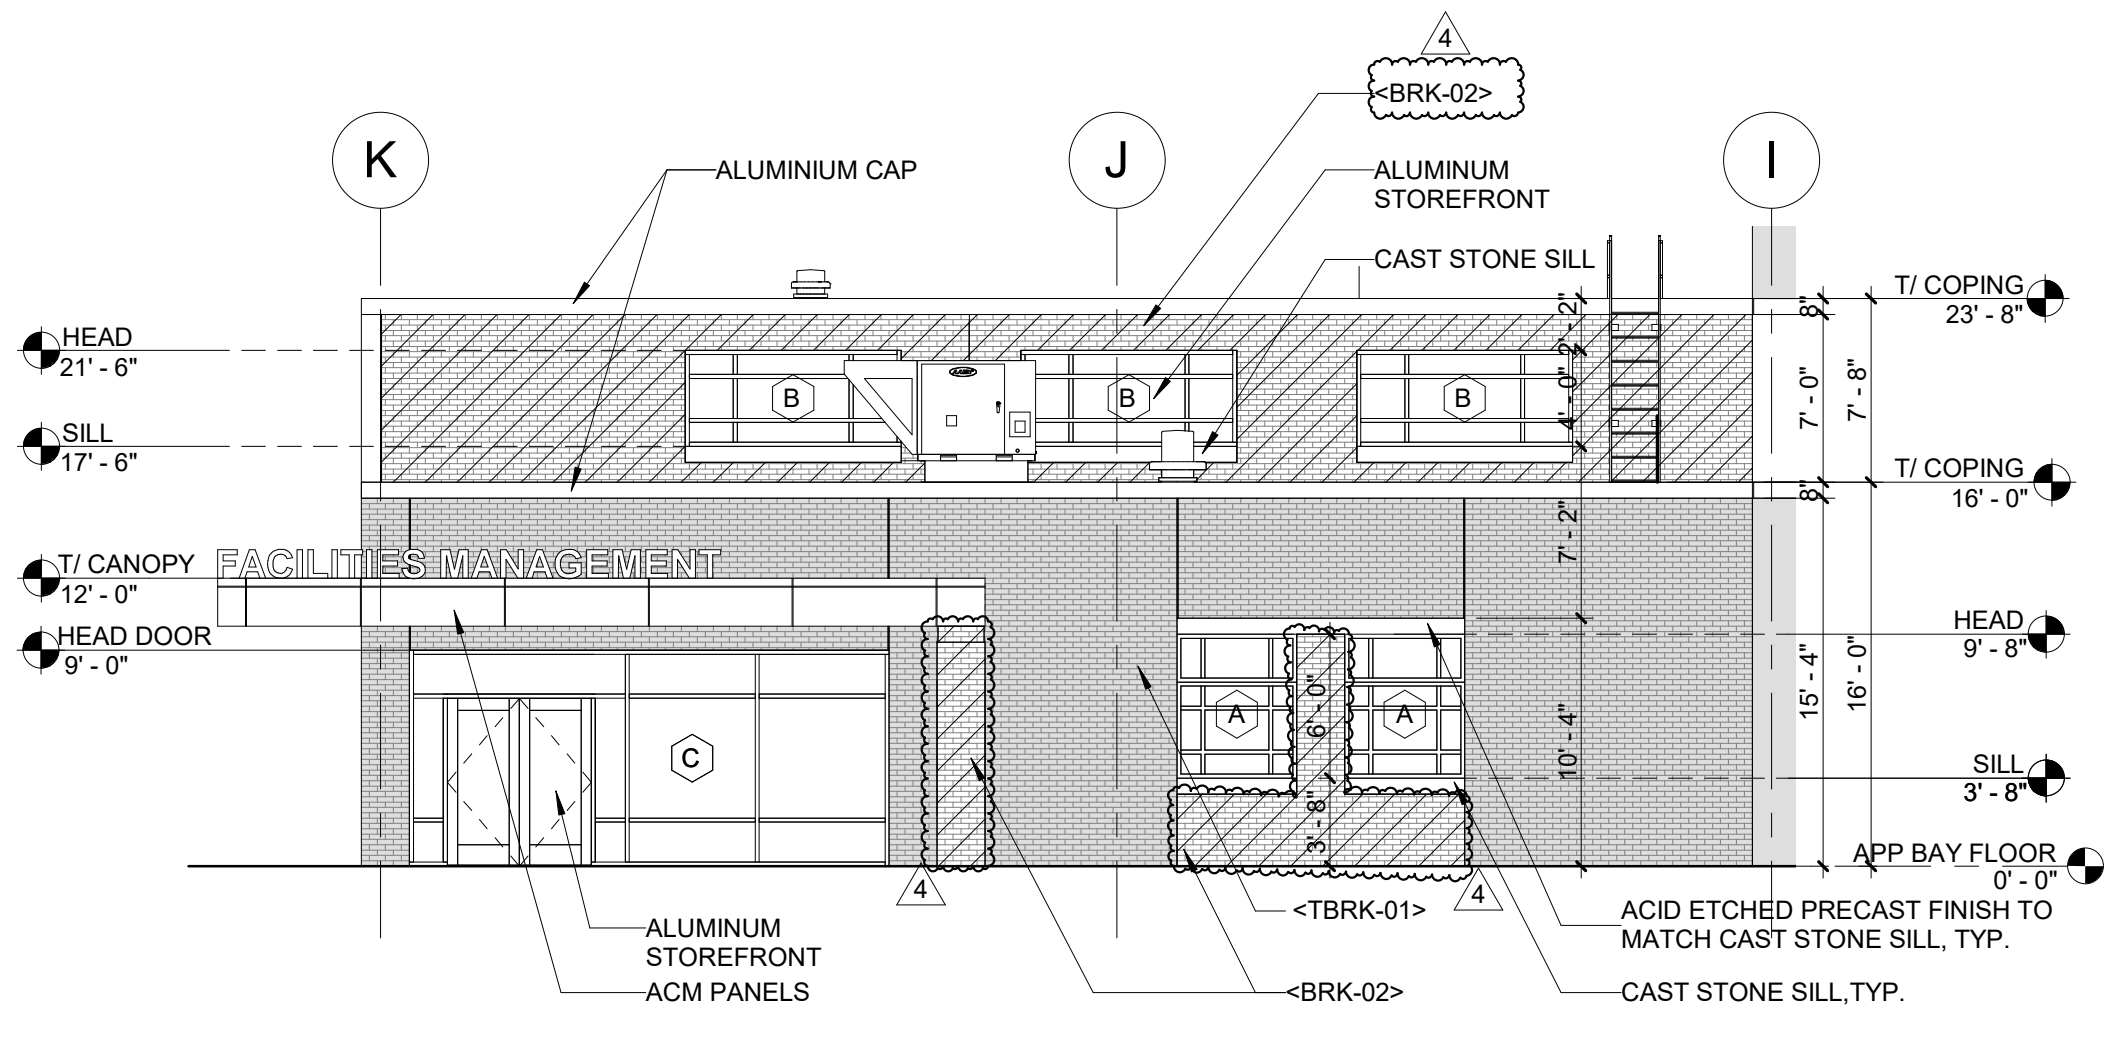 4
<BRK-02>
K
J
I
ALUMINIUM CAP
ALUMINUM
STOREFRONT
CAST STONE SILL
HEAD
21' - 6"
SILL
17' - 6"
T/ COPING
23' - 8"
T/ COPING
16' - 0"
B
B
B
2' - 2"
4' - 0"
8"
7' - 0"
7' - 8"
8"
7' - 2"
T/ CANOPY
12' - 0"
FACILITIES MANAGEMENT
HEAD DOOR
9' - 0"
HEAD
9' - 8"
SILL
3' - 8"
APP BAY FLOOR
0' - 0"
C
A
A
6' - 0"
3' - 8"
10' - 4"
15' - 4"
16' - 0"
4
4
<TBRK-01>
ALUMINUM
STOREFRONT
ACM PANELS
<BRK-02>
ACID ETCHED PRECAST FINISH TO
MATCH CAST STONE SILL, TYP.
CAST STONE SILL,TYP.